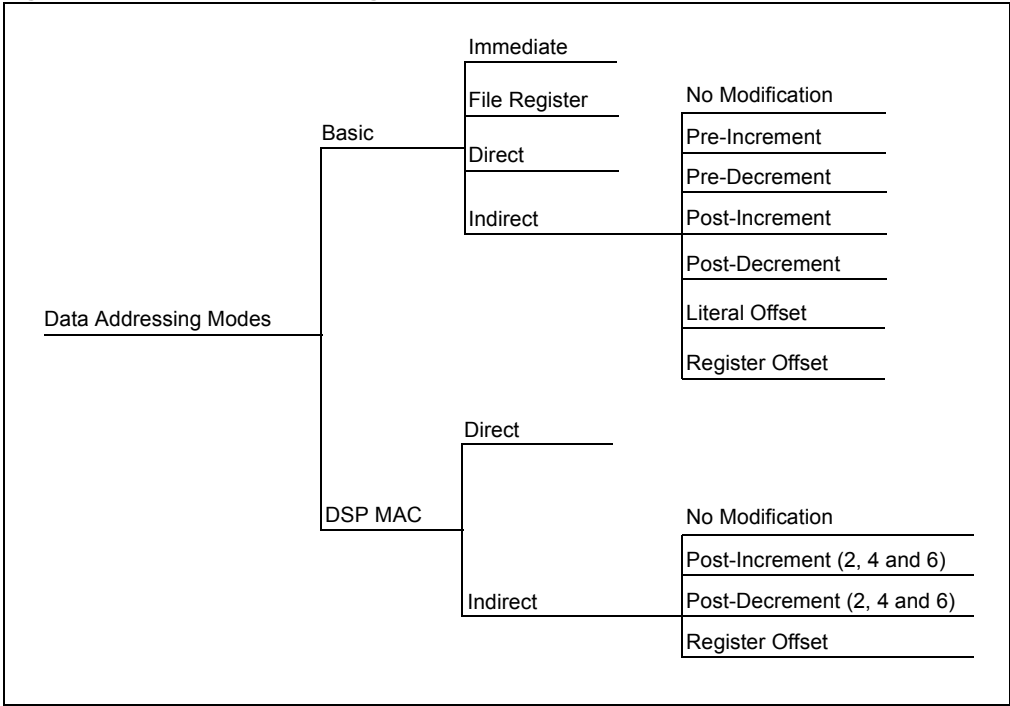 Immediate
File Register
No Modification
Basic
Pre-Increment
Direct
Pre-Decrement
Indirect
Post-Increment
Post-Decrement
Data Addressing Modes
Literal Offset
Register Offset
Direct
DSP MAC
No Modification
Post-Increment (2, 4 and 6)
Indirect
Post-Decrement (2, 4 and 6)
Register Offset